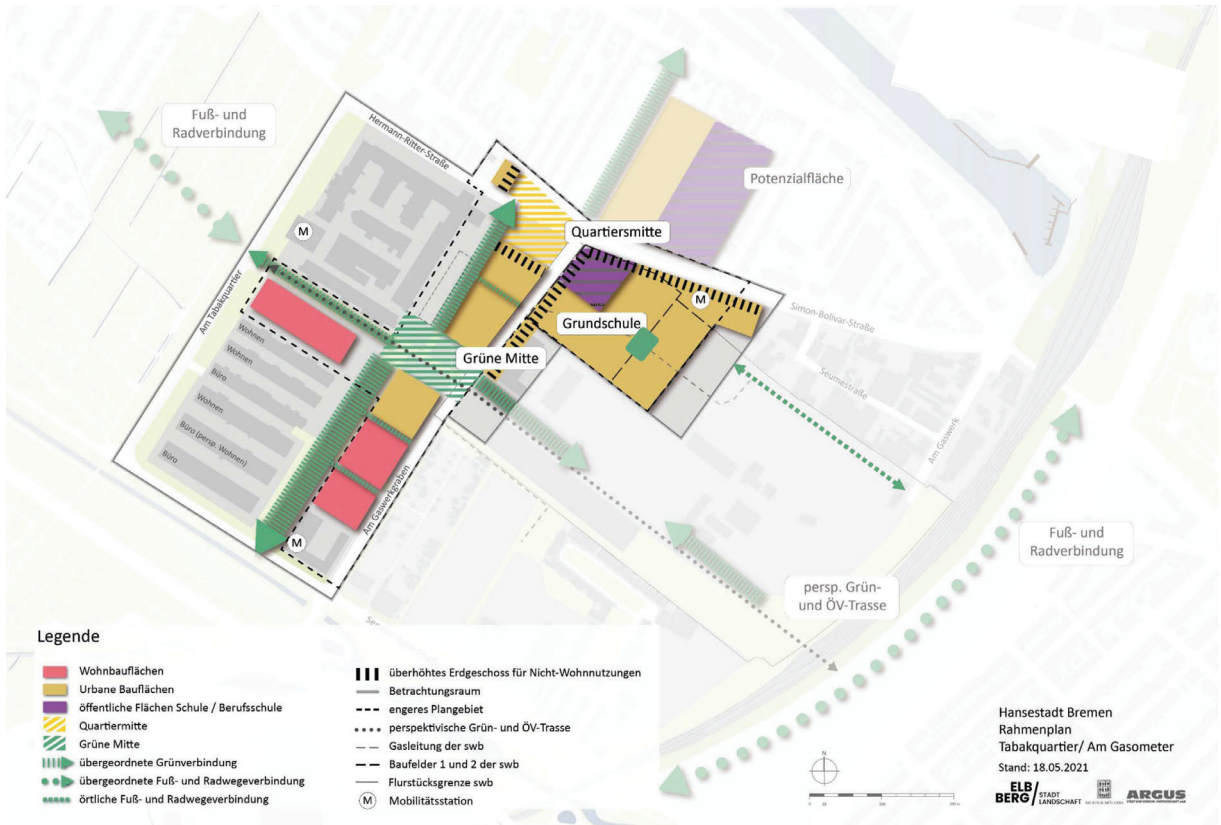 Fuß- und
Radverbindung
Hermann-Ritter-Straße
Potenzialfläche
M
Quartiersmitte
Am Tabakquartier
M
Simon-Bolivar-Straße
Grundschule
Wohnen
Grüne Mitte
Wohnen
Seumestraße
Büro
Wohnen
Büro (persp. Wohnen)
Büro
Am Gaswerk
Am Gaswerkgraben
M
Fuß- und
Radverbindung
persp. Grün-
und ÖV-Trasse
Legende
Wohnbauflächen
Urbane Bauflächen
öffentliche Flächen Schule / Berufsschule
Quartiermitte
Grüne Mitte
übergeordnete Grünverbindung
übergeordnete Fuß- und Radwegeverbindung
örtliche Fuß- und Radwegeverbindung
überhöhtes Erdgeschoss für Nicht-Wohnnutzungen
Betrachtungsraum
engeres Plangebiet
perspektivische Grün- und ÖV-Trasse
Gasleitung der swb
Baufelder 1 und 2 der swb
Flurstücksgrenze swb
M Mobilitätsstation
N
Hansestadt Bremen
Rahmenplan
Tabakquartier/ Am Gasometer
Stand: 18.05.2021
ELB
BERG
STADT
LANDSCHAFT
ARGUS